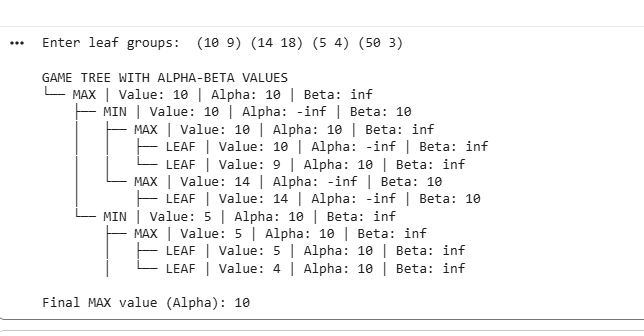 ••• Enter leaf groups: (10 9) (14 18) (5 4) (50 3)
GAME TREE WITH ALPHA-BETA VALUES
└── MAX | Value: 10 | Alpha: 10 | Beta: inf
    ├── MIN | Value: 10 | Alpha: -inf | Beta: 10
    │   ├── MAX | Value: 10 | Alpha: 10 | Beta: inf
    │   │   ├── LEAF | Value: 10 | Alpha: -inf | Beta: inf
    │   │   └── LEAF | Value: 9 | Alpha: 10 | Beta: inf
    │   └── MAX | Value: 14 | Alpha: -inf | Beta: 10
    │       ├── LEAF | Value: 14 | Alpha: -inf | Beta: 10
    └── MIN | Value: 5 | Alpha: 10 | Beta: inf
        ├── MAX | Value: 5 | Alpha: 10 | Beta: inf
        │   ├── LEAF | Value: 5 | Alpha: 10 | Beta: inf
        │   └── LEAF | Value: 4 | Alpha: 10 | Beta: inf
Final MAX value (Alpha): 10